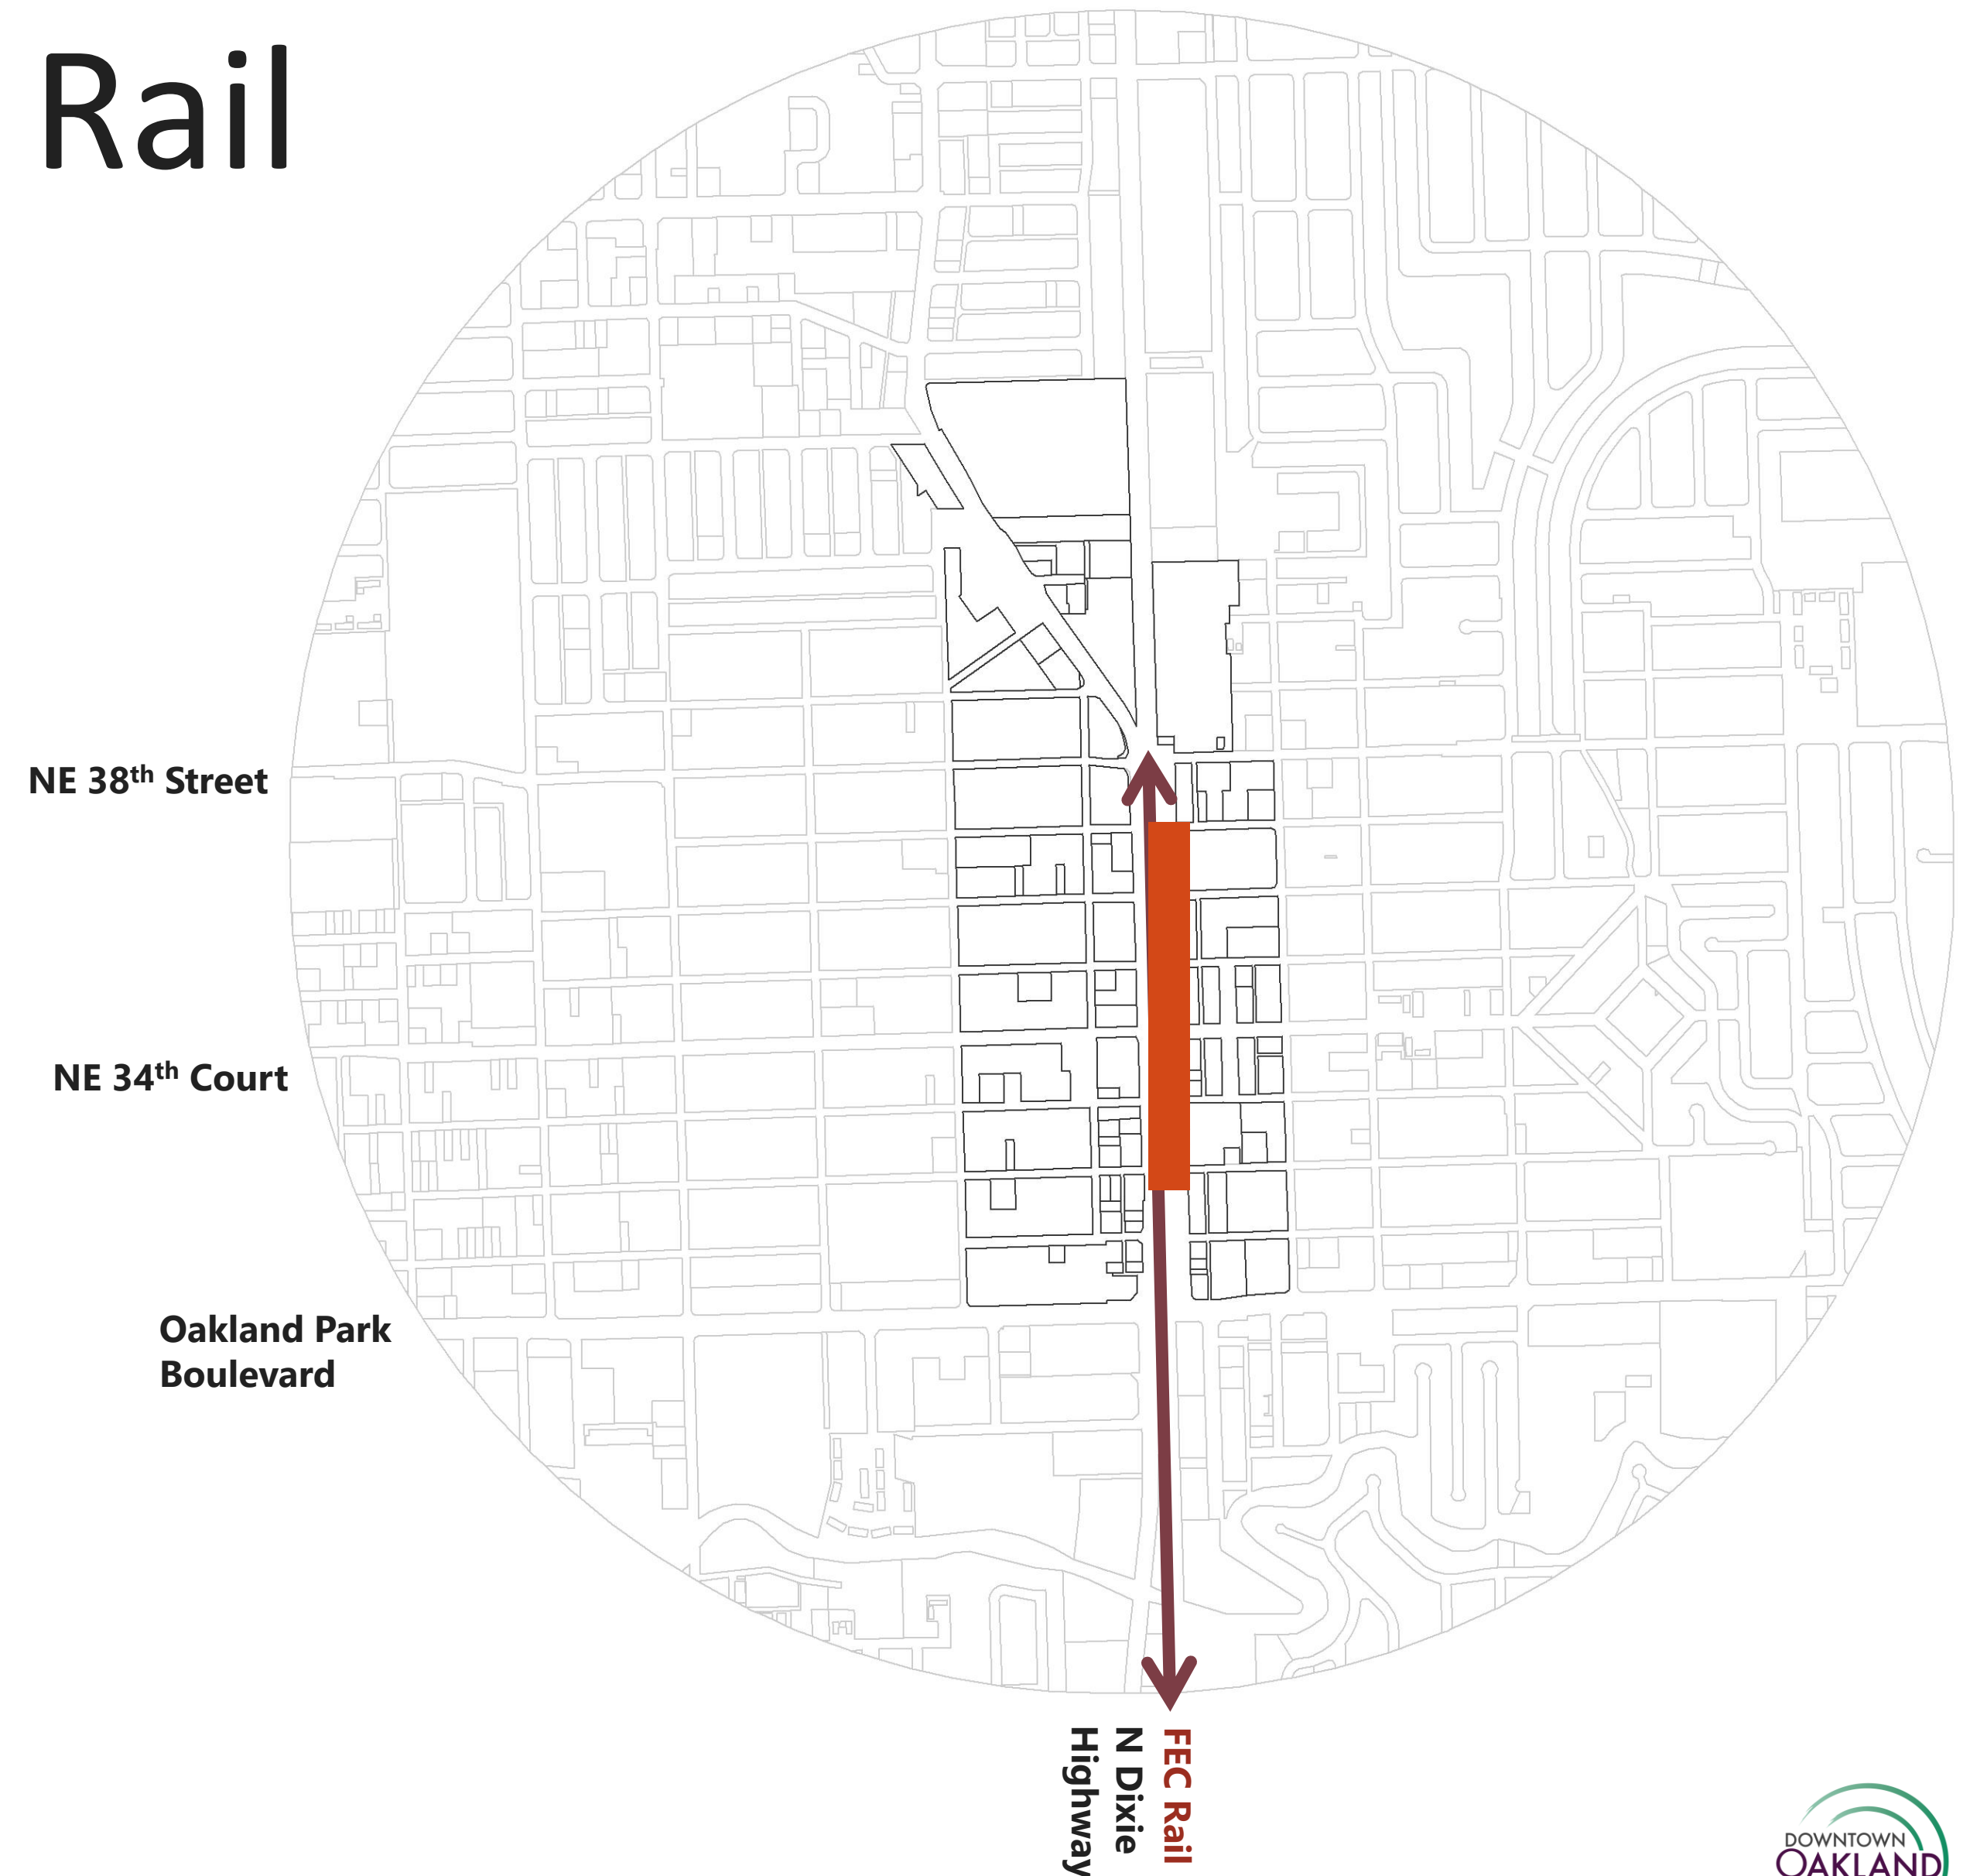 Rail
NE 38th Street
NE 34th Court
Oakland Park
Boulevard
FEC Rail
N Dixie
Highway
DOWNTOWN
OAKLAND